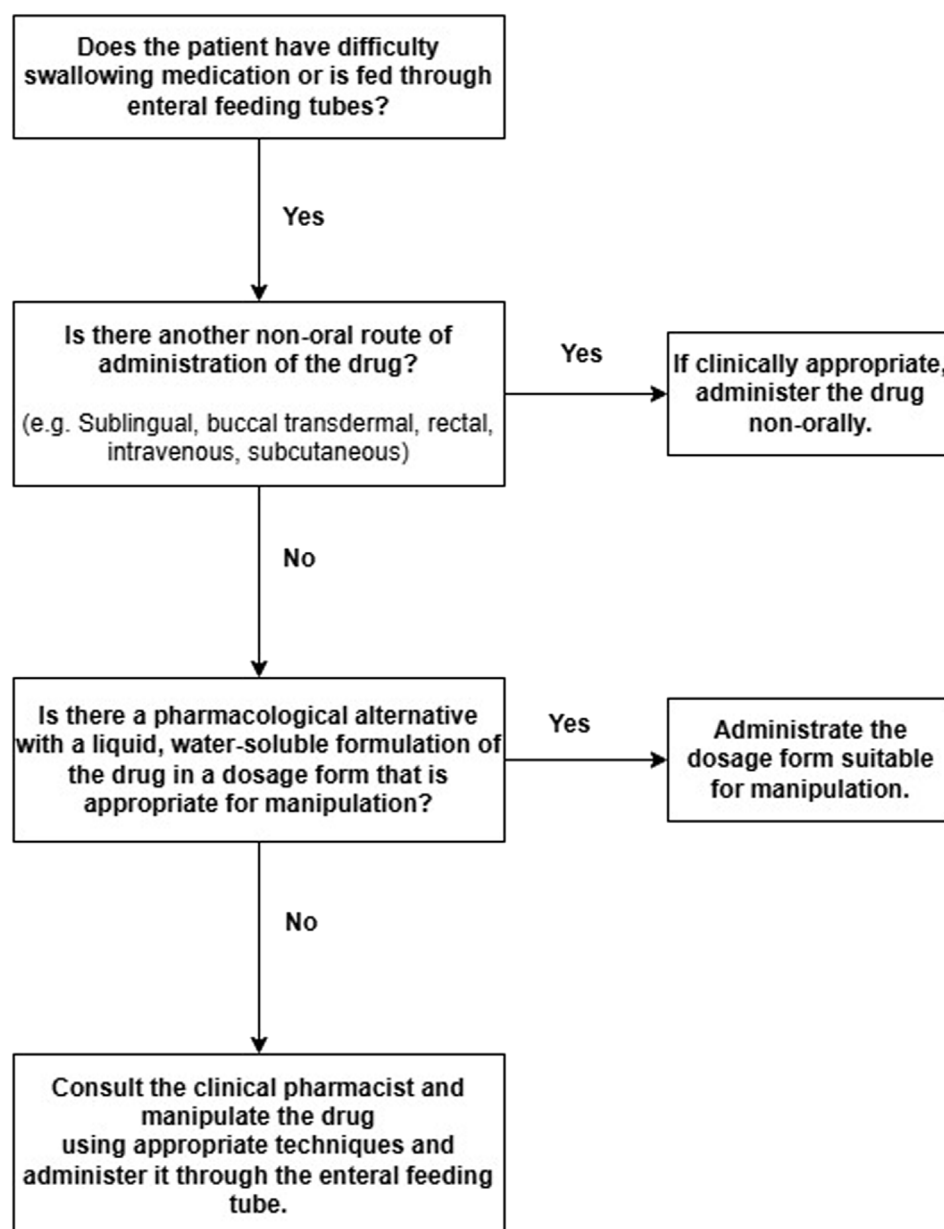 Does the patient have difficulty
swallowing medication or is fed through
enteral feeding tubes?
Yes
Is there another non-oral route of
administration of the drug?
(e.g. Sublingual, buccal transdermal, rectal,
intravenous, subcutaneous)
Yes
If clinically appropriate,
administer the drug
non-orally.
No
Is there a pharmacological alternative
with a liquid, water-soluble formulation of
the drug in a dosage form that is
appropriate for manipulation?
Yes
Administrate the
dosage form suitable
for manipulation.
No
Consult the clinical pharmacist and
manipulate the drug
using appropriate techniques and
administer it through the enteral feeding
tube.